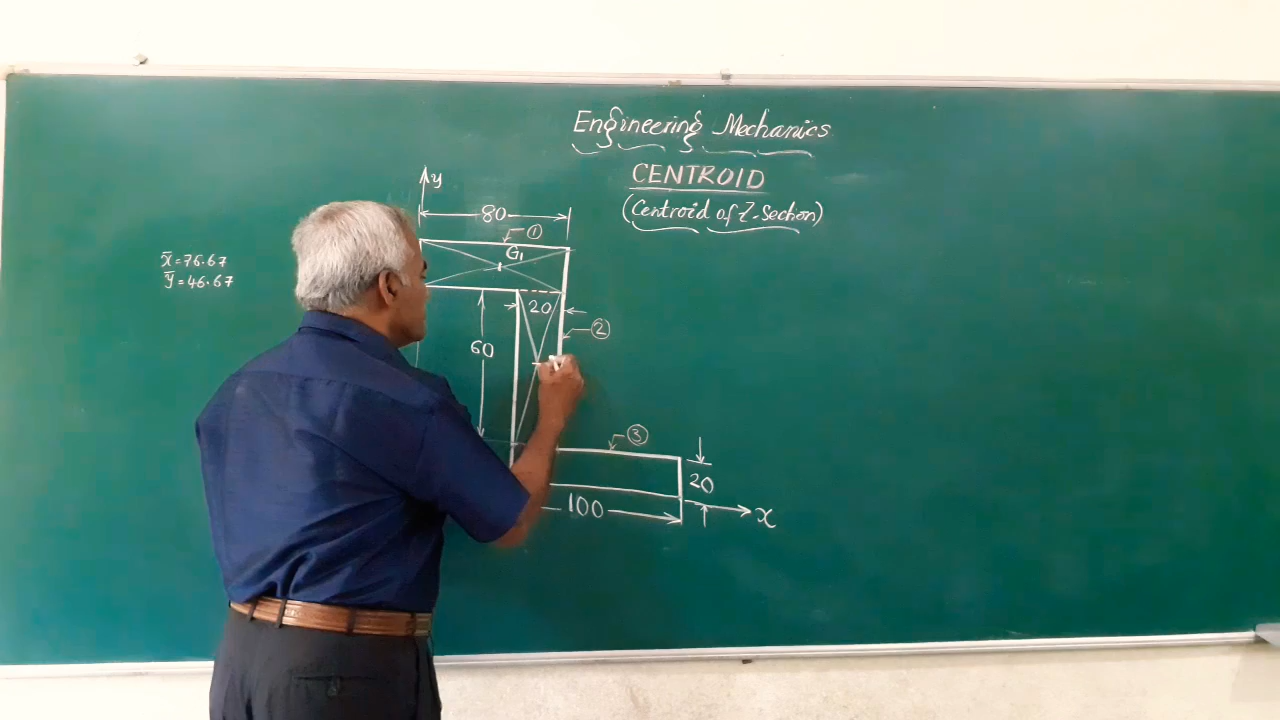 Engineering Mechanics
CENTROID
(Centroid of Z-Section)
y
80
①
G₁
x̄=76.67
ȳ=46.67
20
②
60
③
20
100
x